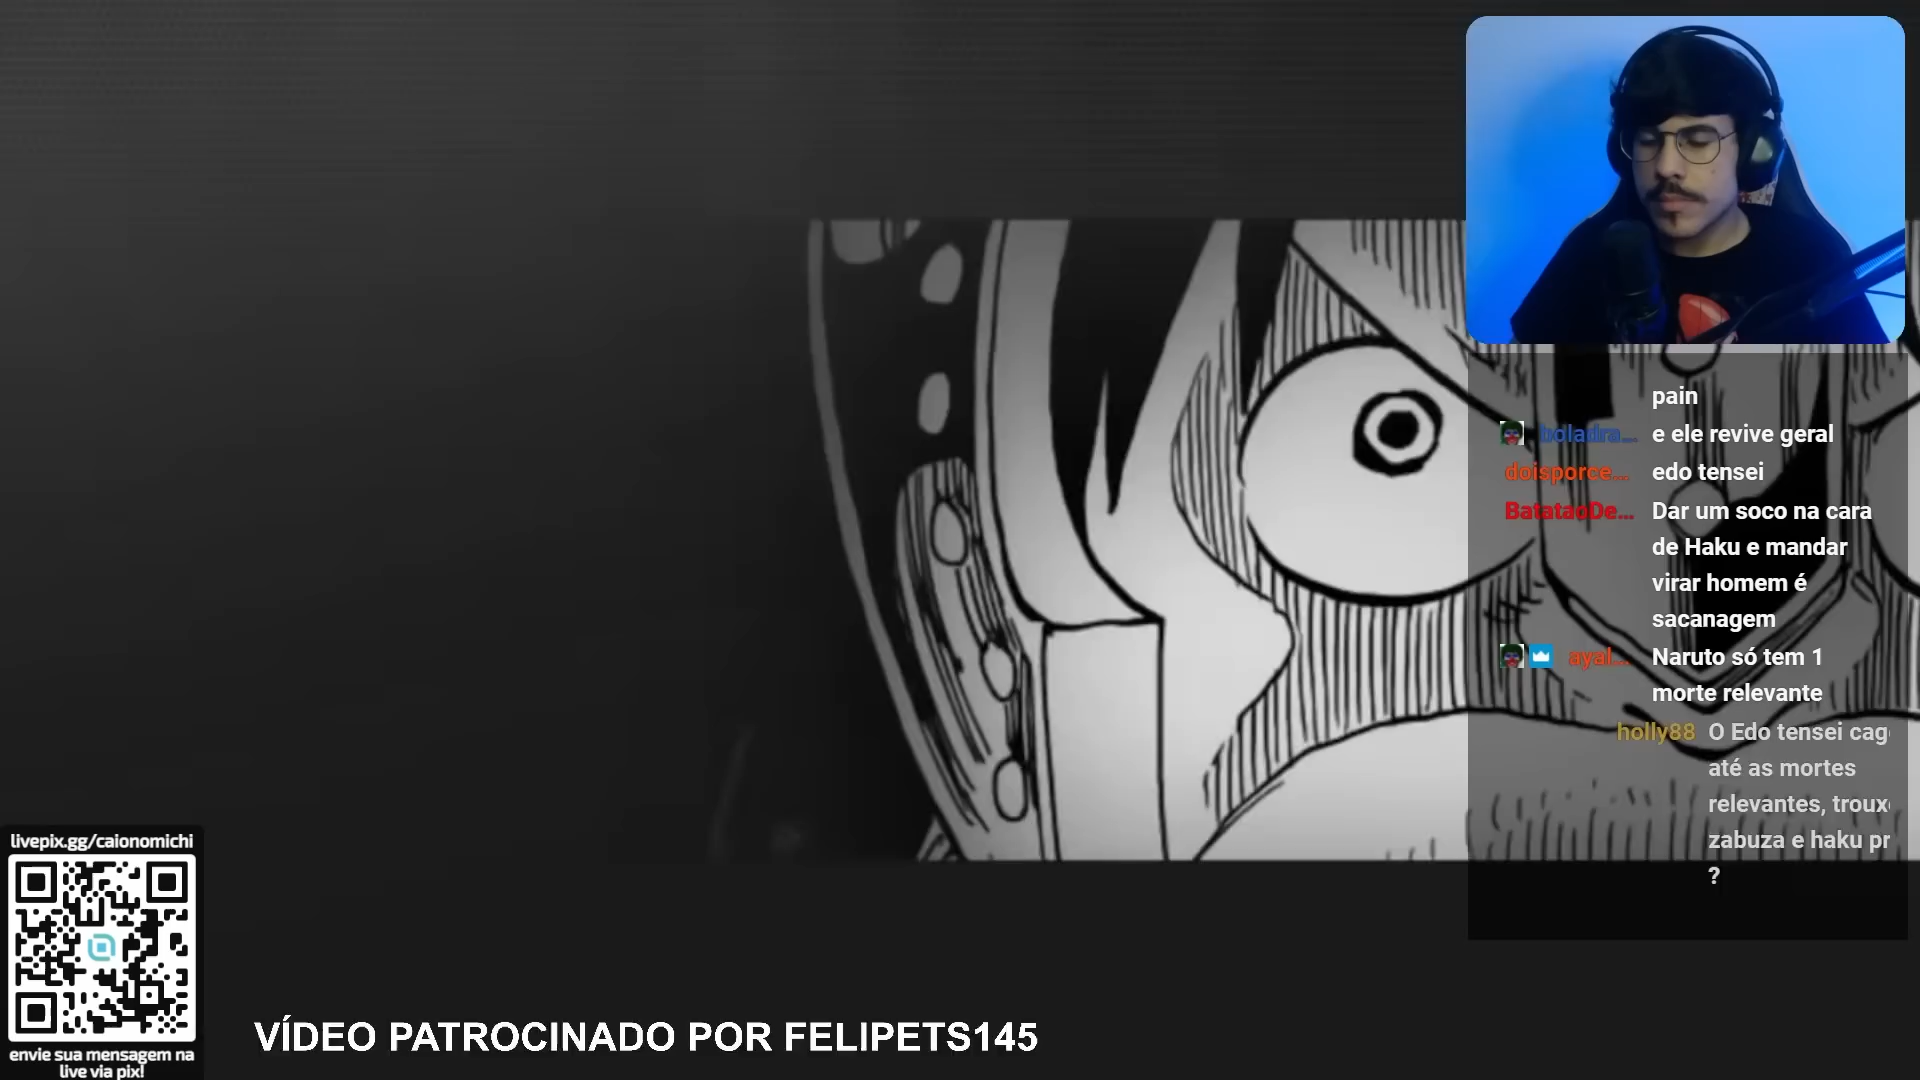 pain
boladra... e ele revive geral
doisporce... edo tensei
BatataoDe... Dar um soco na cara
de Haku e mandar
virar homem é
sacanagem
ayal... Naruto só tem 1
morte relevante
holly88 O Edo tensei cag
até as mortes
relevantes, troux
zabuza e haku pr
?
livepix.gg/caionomichi
envie sua mensagem na
live via pix!
VÍDEO PATROCINADO POR FELIPETS145